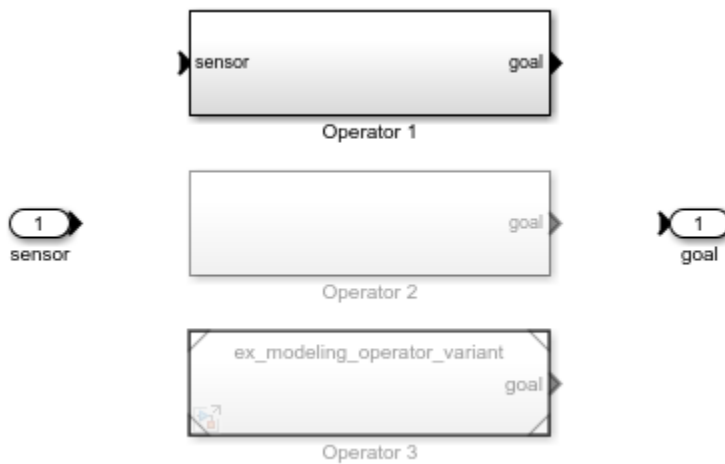 sensor goal
Operator 1
1
sensor
goal
Operator 2
1
goal
ex_modeling_operator_variant
goal
Operator 3